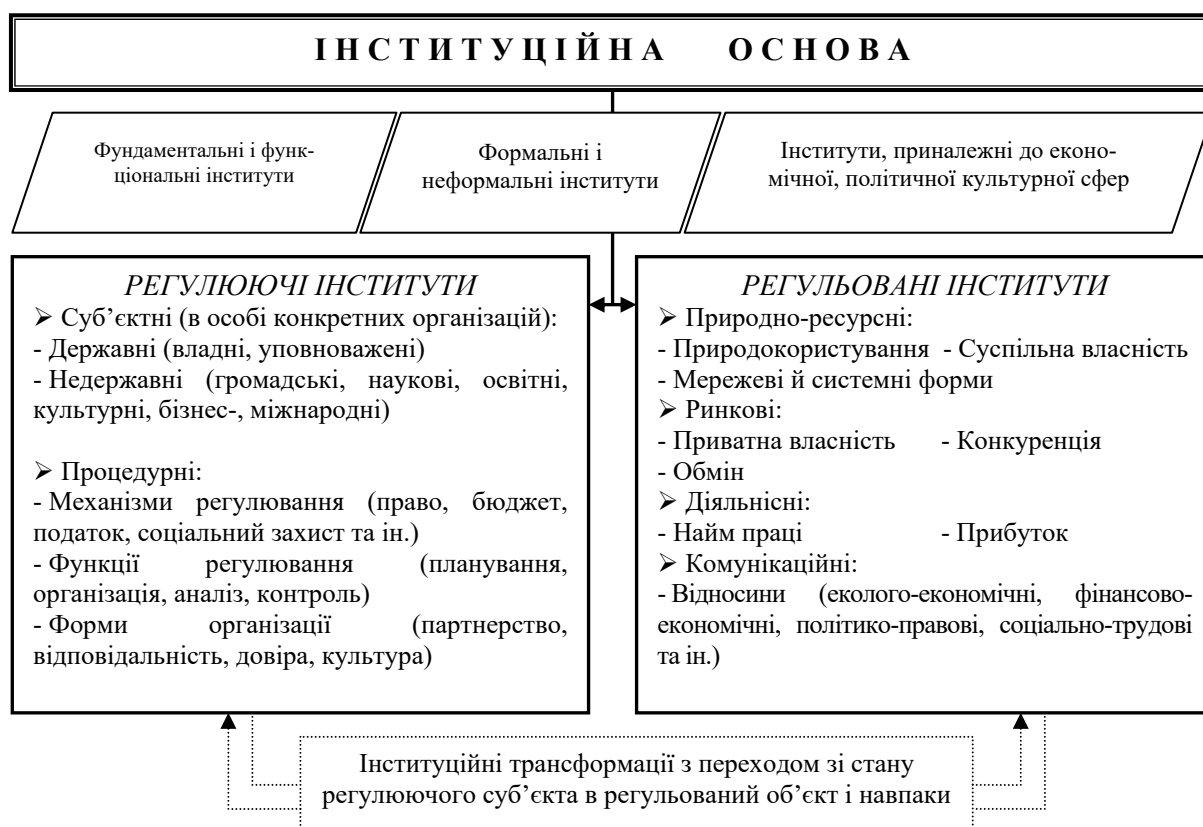 ІНСТИТУЦІЙНА ОСНОВА
Фундаментальні і функ-
ціональні інститути
Формальні і
неформальні інститути
Інститути, приналежні до еконо-
мічної, політичної культурної сфер
РЕГУЛЮЮЧІ ІНСТИТУТИ
➢ Суб’єктні (в особі конкретних організацій):
- Державні (владні, уповноважені)
- Недержавні (громадські, наукові, освітні,
культурні, бізнес-, міжнародні)
➢ Процедурні:
- Механізми регулювання (право, бюджет,
податок, соціальний захист та ін.)
- Функції регулювання (планування,
організація, аналіз, контроль)
- Форми організації (партнерство,
відповідальність, довіра, культура)
РЕГУЛЬОВАНІ ІНСТИТУТИ
➢ Природно-ресурсні:
- Природокористування - Суспільна власність
- Мережеві й системні форми
➢ Ринкові:
- Приватна власність - Конкуренція
- Обмін
➢ Діяльнісні:
- Найм праці - Прибуток
➢ Комунікаційні:
- Відносини (еколого-економічні, фінансово-
економічні, політико-правові, соціально-трудові
та ін.)
Інституційні трансформації з переходом зі стану
регулюючого суб’єкта в регульований об’єкт і навпаки